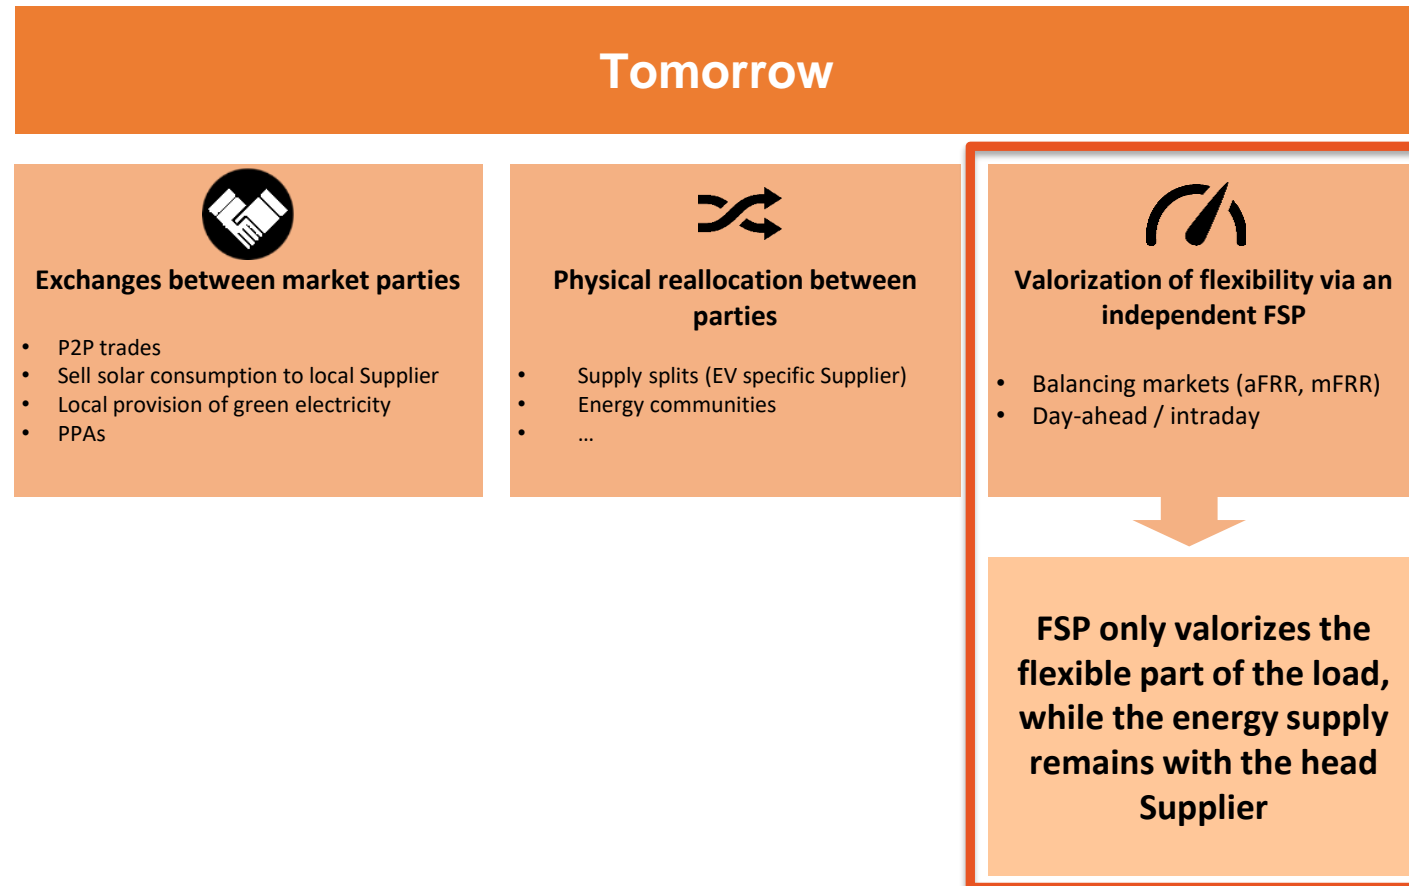 Tomorrow
Exchanges between market parties
• P2P trades
• Sell solar consumption to local Supplier
• Local provision of green electricity
• PPAs
Physical reallocation between
parties
• Supply splits (EV specific Supplier)
• Energy communities
• ...
Valorization of flexibility via an
independent FSP
• Balancing markets (aFRR, mFRR)
• Day-ahead / intraday
FSP only valorizes the
flexible part of the load,
while the energy supply
remains with the head
Supplier